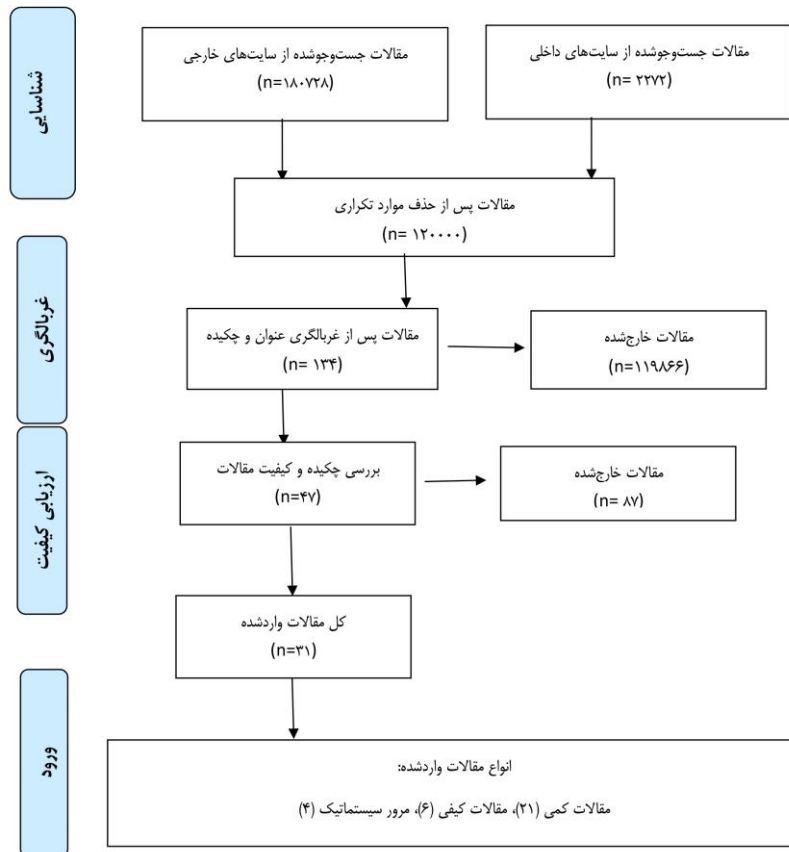 شناسایی
مقالات جست‌وجوشده از سایت‌های داخلی
(n= ۲۲۷۲)
مقالات جست‌وجوشده از سایت‌های خارجی
(n=۱۸۰۷۲۸)
مقالات پس از حذف موارد تکراری
(n= ۱۲۰۰۰۰)
غربالگری
مقالات پس از غربالگری عنوان و چکیده
(n= ۱۳۴)
مقالات خارج‌شده
(n=۱۱۹۸۶۶)
ارزیابی کیفیت
بررسی چکیده و کیفیت مقالات
(n=۴۷)
مقالات خارج‌شده
(n= ۸۷)
کل مقالات واردشده
(n=۳۱)
ورود
انواع مقالات واردشده:
مقالات کمی (۲۱)، مقالات کیفی (۶)، مرور سیستماتیک (۴)